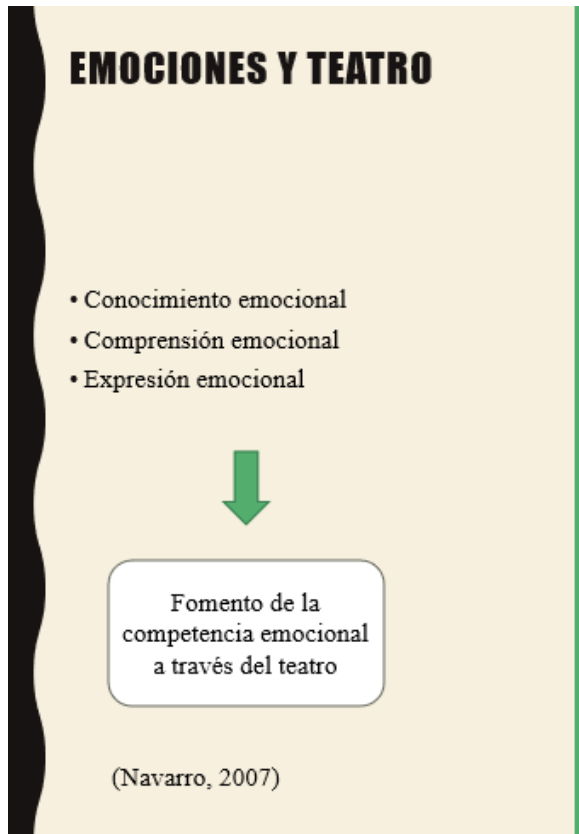 EMOCIONES Y TEATRO
• Conocimiento emocional
• Comprensión emocional
• Expresión emocional
Fomento de la
competencia emocional
a través del teatro
(Navarro, 2007)